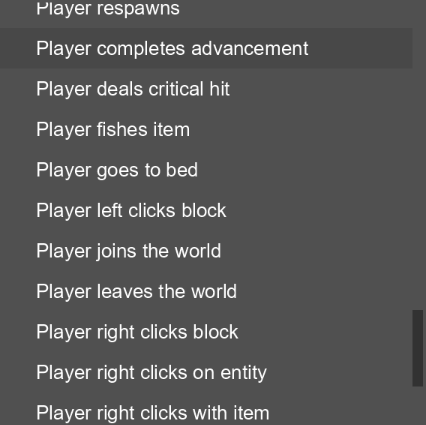 Player respawns
Player completes advancement
Player deals critical hit
Player fishes item
Player goes to bed
Player left clicks block
Player joins the world
Player leaves the world
Player right clicks block
Player right clicks on entity
Player right clicks with item